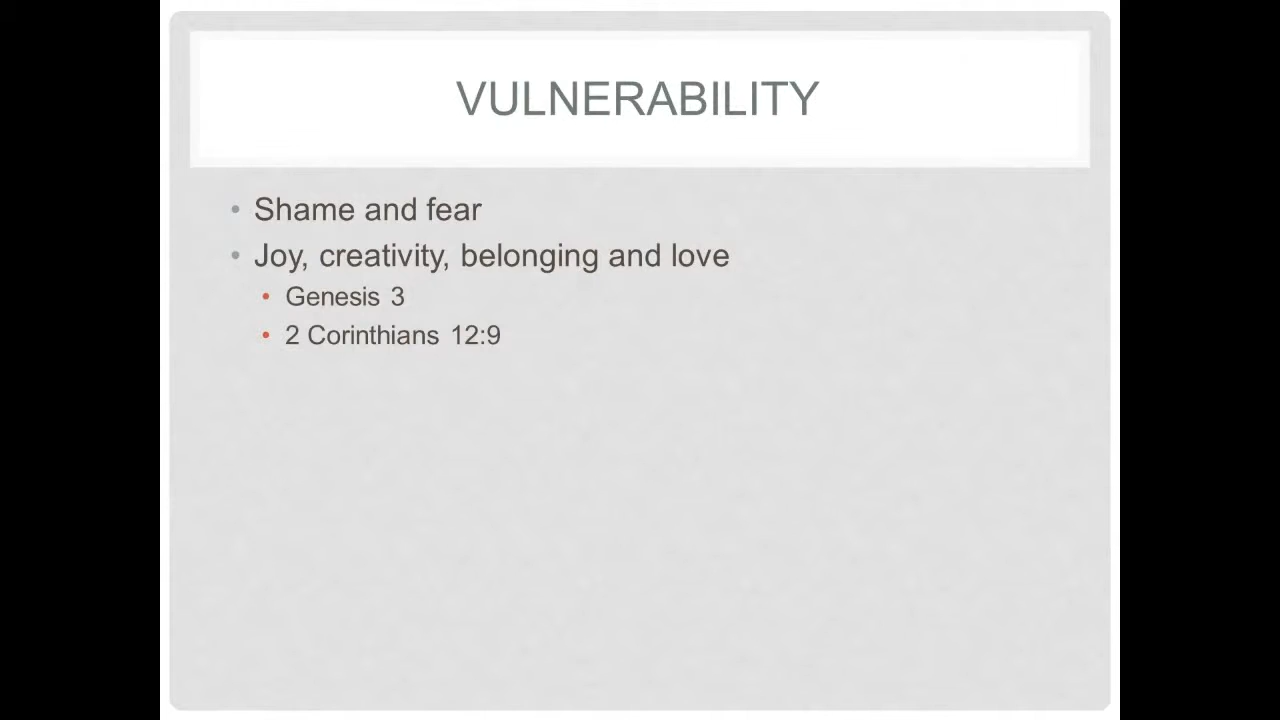 VULNERABILITY
• Shame and fear
• Joy, creativity, belonging and love
• Genesis 3
• 2 Corinthians 12:9